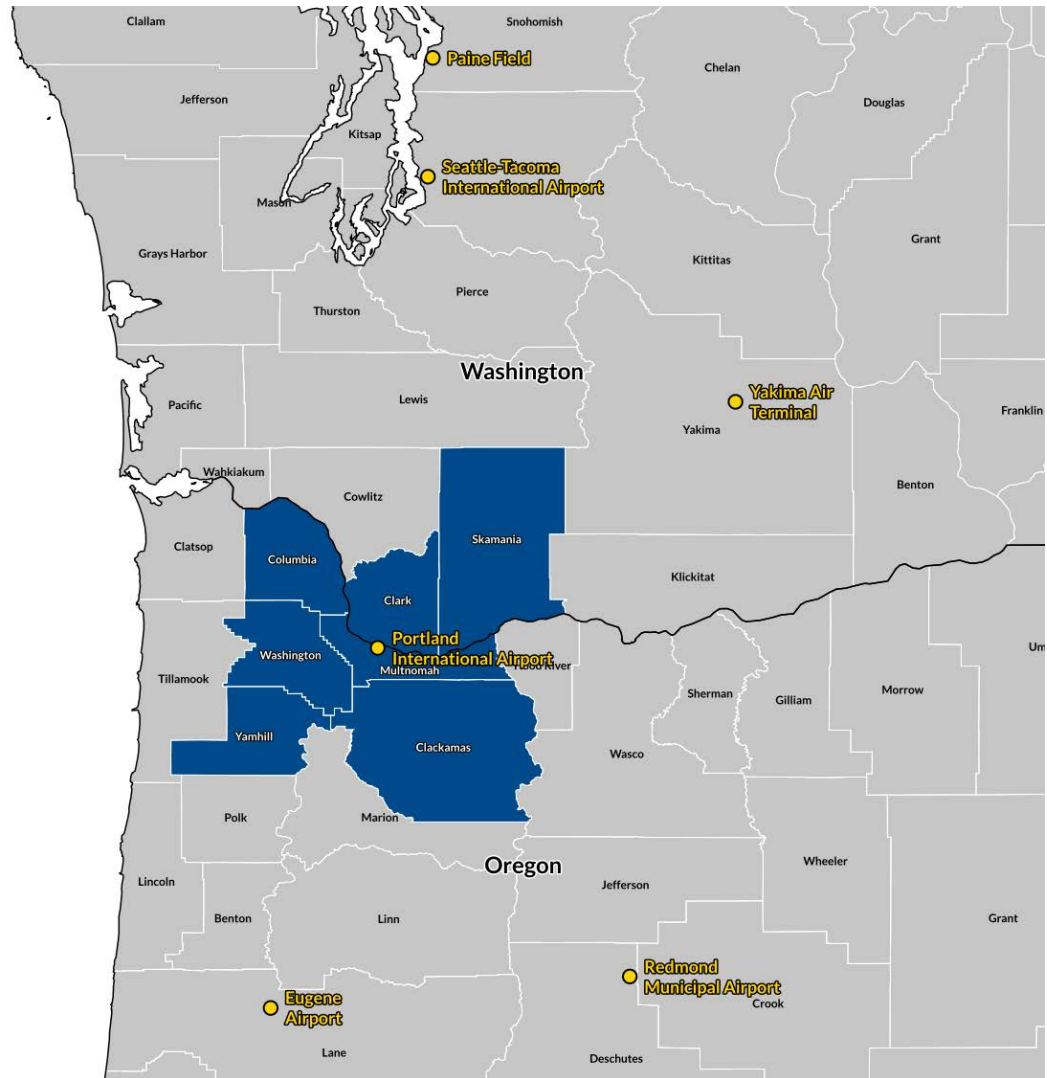 Clallam
Snohomish
Paine Field
Chelan
Jefferson
Douglas
Kitsap
Seattle-Tacoma
International Airport
Mason
Grays Harbor
Grant
Kittitas
Pierce
Thurston
Washington
Lewis
Yakima Air
Terminal
Pacific
Franklin
Yakima
Wahkiakum
Benton
Cowlitz
Skamania
Clatsop
Columbia
Klickitat
Clark
Portland
International Airport
Washington
Multnomah
River
Tillamook
Sherman
Gilliam
Morrow
Um
Yamhill
Clackamas
Wasco
Polk
Marion
Oregon
Wheeler
Lincoln
Jefferson
Benton
Linn
Grant
Redmond
Municipal Airport
Crook
Eugene
Airport
Lane
Deschutes